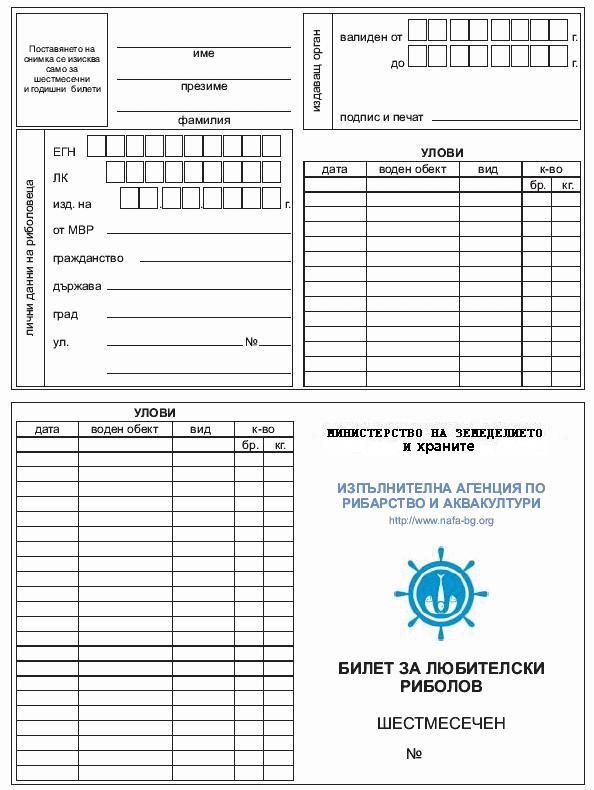 Поставянето на
снимка се изисква
само за
шестмесечни
и годишни билети
име
презиме
фамилия
издаващ орган
валиден от г.
до г.
подпис и печат
лични данни на риболовеца
ЕГН
ЛК
изд. на . . г.
от МВР
гражданство
държава
град
ул. №
УЛОВИ
дата воден обект вид к-во
бр. кг.
УЛОВИ
дата воден обект вид к-во
бр. кг.
МИНИСТЕРСТВО НА ЗЕМЕДЕЛИЕТО
и храните
ИЗПЪЛНИТЕЛНА АГЕНЦИЯ ПО
РИБАРСТВО И АКВАКУЛТУРИ
http://www.nafa-bg.org
БИЛЕТ ЗА ЛЮБИТЕЛСКИ
РИБОЛОВ
ШЕСТМЕСЕЧЕН
№